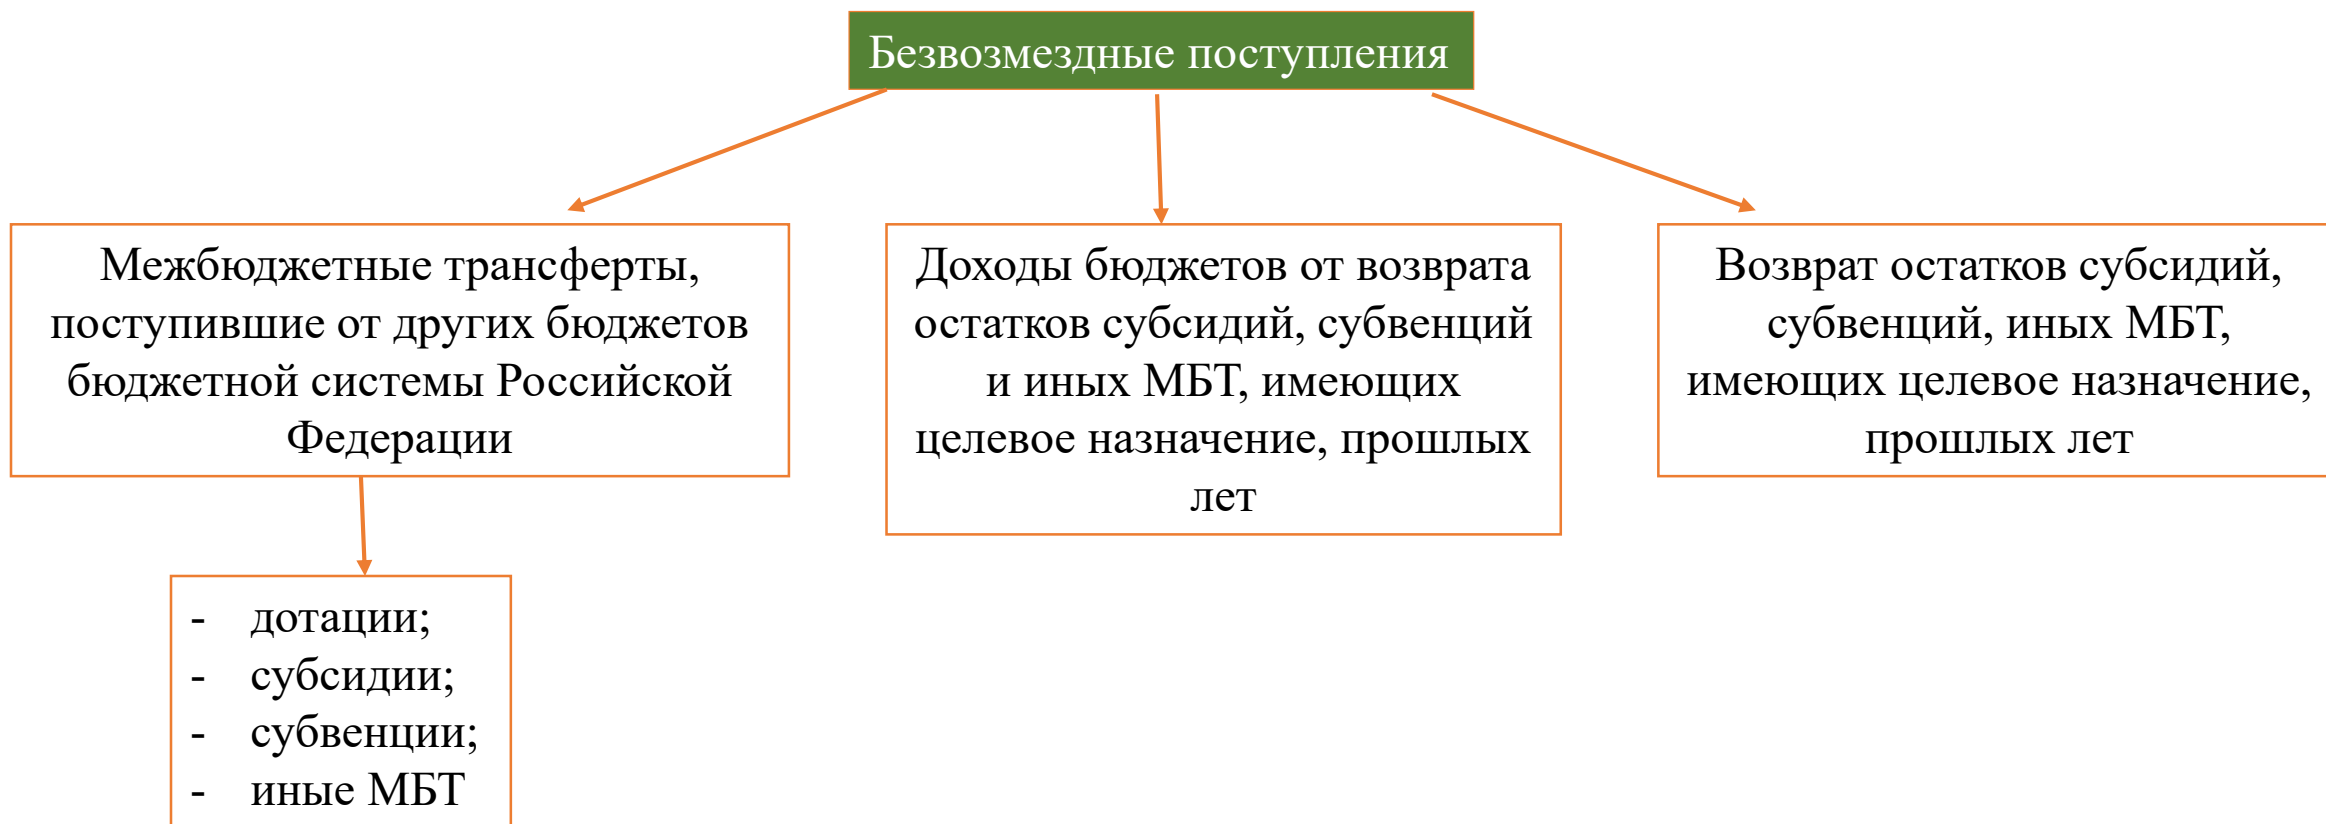 Безвозмездные поступления
Межбюджетные трансферты,
поступившие от других бюджетов
бюджетной системы Российской
Федерации
Доходы бюджетов от возврата
остатков субсидий, субвенций
и иных МБТ, имеющих
целевое назначение, прошлых
лет
Возврат остатков субсидий,
субвенций, иных МБТ,
имеющих целевое назначение,
прошлых лет
- дотации;
- субсидии;
- субвенции;
- иные МБТ